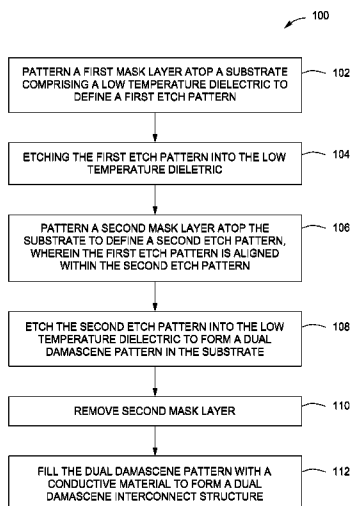 100
PATTERN A FIRST MASK LAYER ATOP A SUBSTRATE
COMPRISING A LOW TEMPERATURE DIELECTRIC TO
DEFINE A FIRST ETCH PATTERN
102
ETCHING THE FIRST ETCH PATTERN INTO THE LOW
TEMPERATURE DIELETRIC
104
PATTERN A SECOND MASK LAYER ATOP THE
SUBSTRATE TO DEFINE A SECOND ETCH PATTERN,
WHEREIN THE FIRST ETCH PATTERN IS ALIGNED
WITHIN THE SECOND ETCH PATTERN
106
ETCH THE SECOND ETCH PATTERN INTO THE LOW
TEMPERATURE DIELECTRIC TO FORM A DUAL
DAMASCENE PATTERN IN THE SUBSTRATE
108
REMOVE SECOND MASK LAYER
110
FILL THE DUAL DAMASCENE PATTERN WITH A
CONDUCTIVE MATERIAL TO FORM A DUAL
DAMASCENE INTERCONNECT STRUCTURE
112